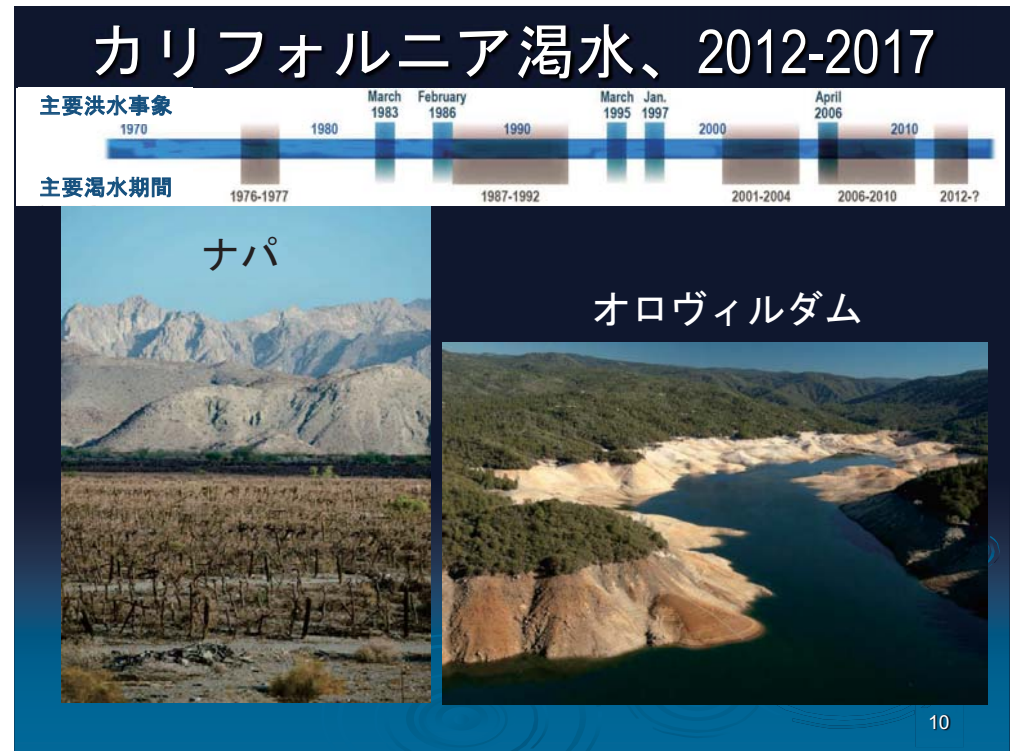 カリフォルニア渇水、2012-2017
主要洪水事象
March 1983
February 1986
March 1995
Jan. 1997
April 2006
1970 1980 1990 2000 2010
主要渇水期間
1976-1977 1987-1992 2001-2004 2006-2010 2012-?
ナパ
オロヴィルダム
10